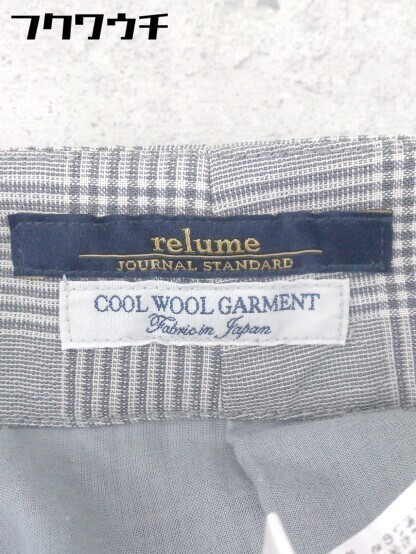 フクワウチ
relume
JOURNAL STANDARD
COOL WOOL GARMENT
Fabric in Japan